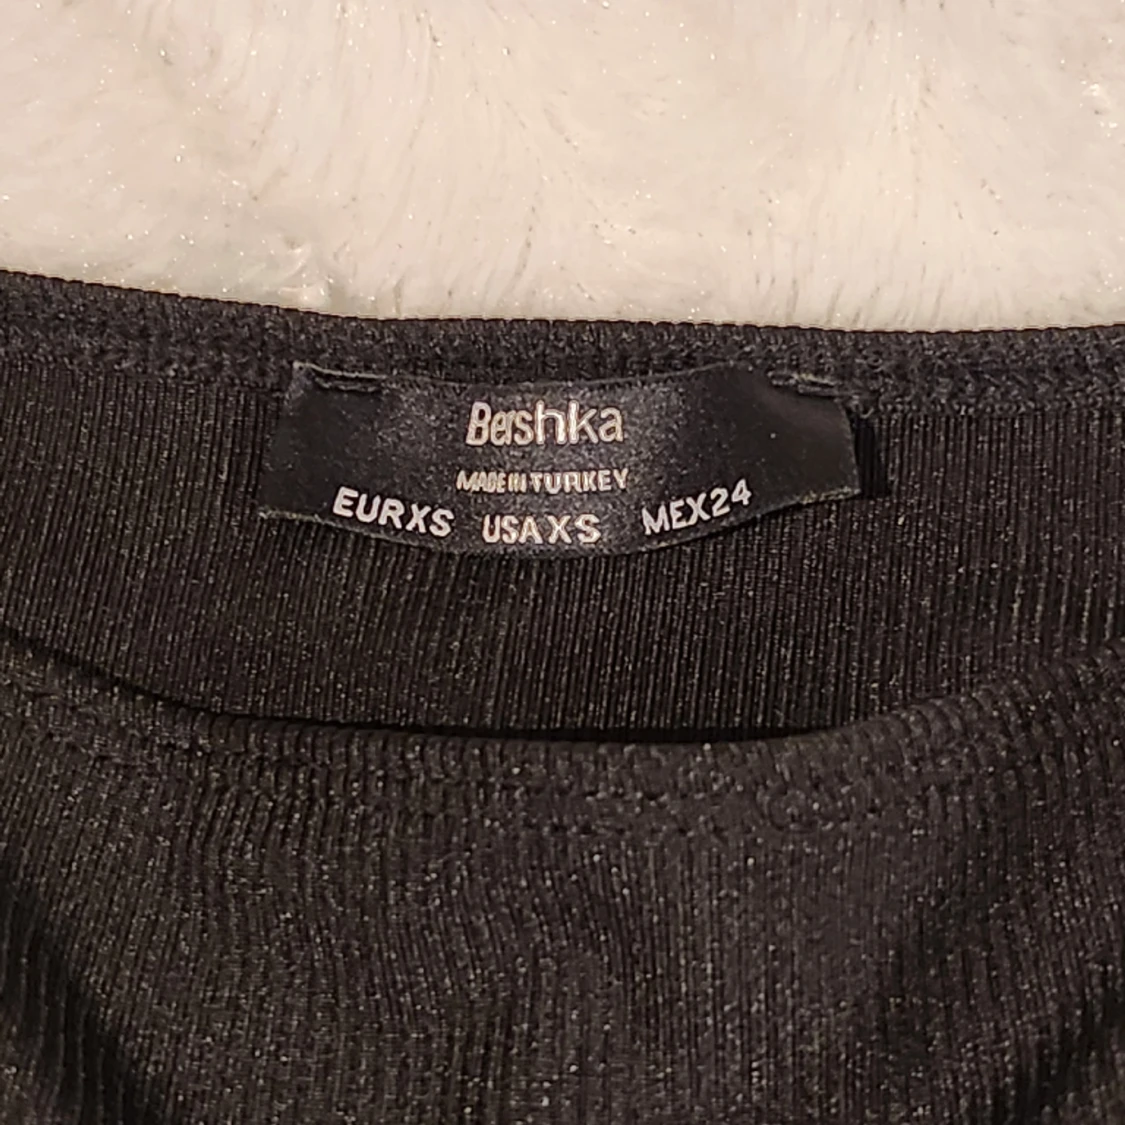 Bershka
MADE IN TURKEY
EUR XS USA XS MEX 24